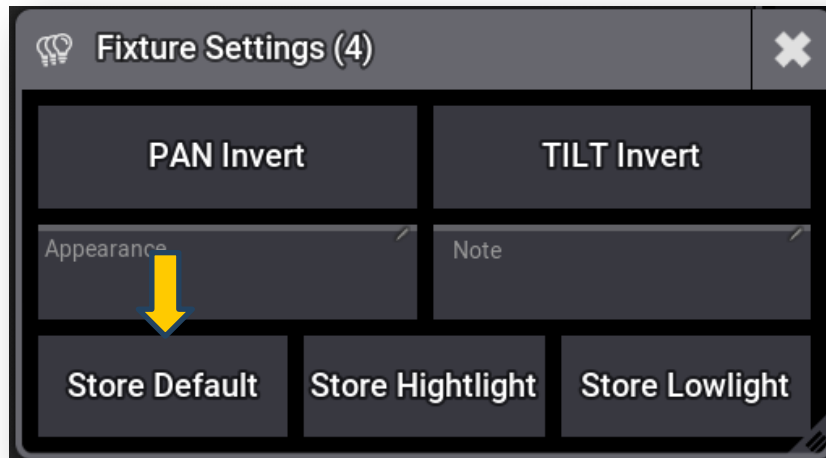 Fixture Settings (4)
PAN Invert TILT Invert
Appearance Note
Store Default Store Hightlight Store Lowlight